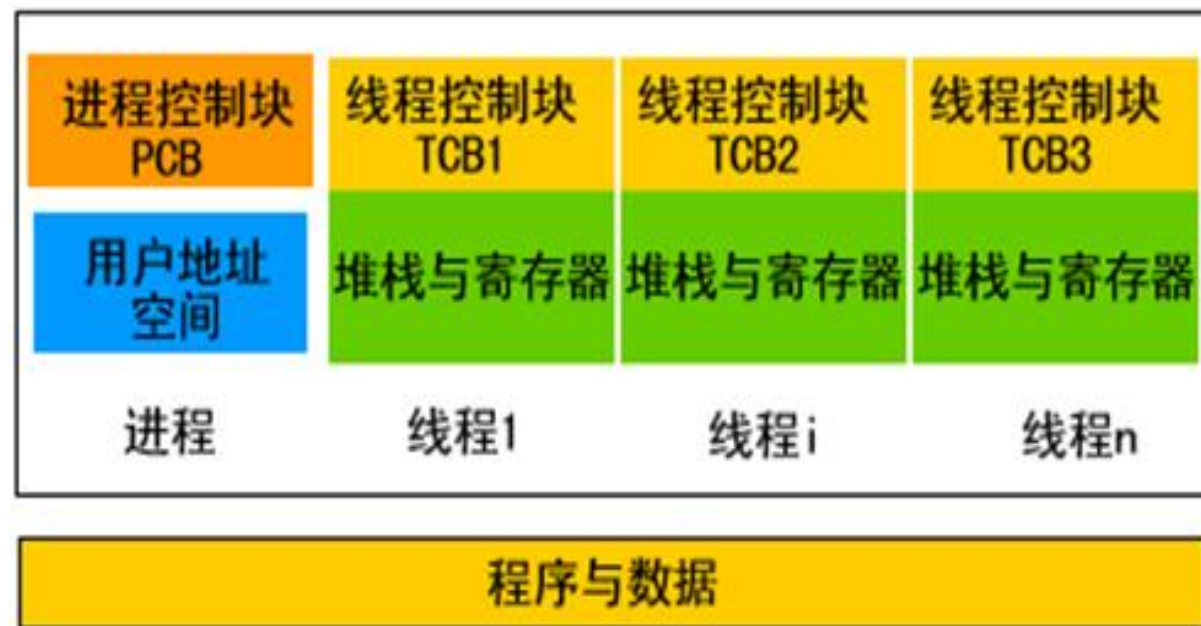 进程控制块
PCB
线程控制块
TCB1
线程控制块
TCB2
线程控制块
TCB3
用户地址
空间
堆栈与寄存器
堆栈与寄存器
堆栈与寄存器
进程
线程1
线程i
线程n
程序与数据